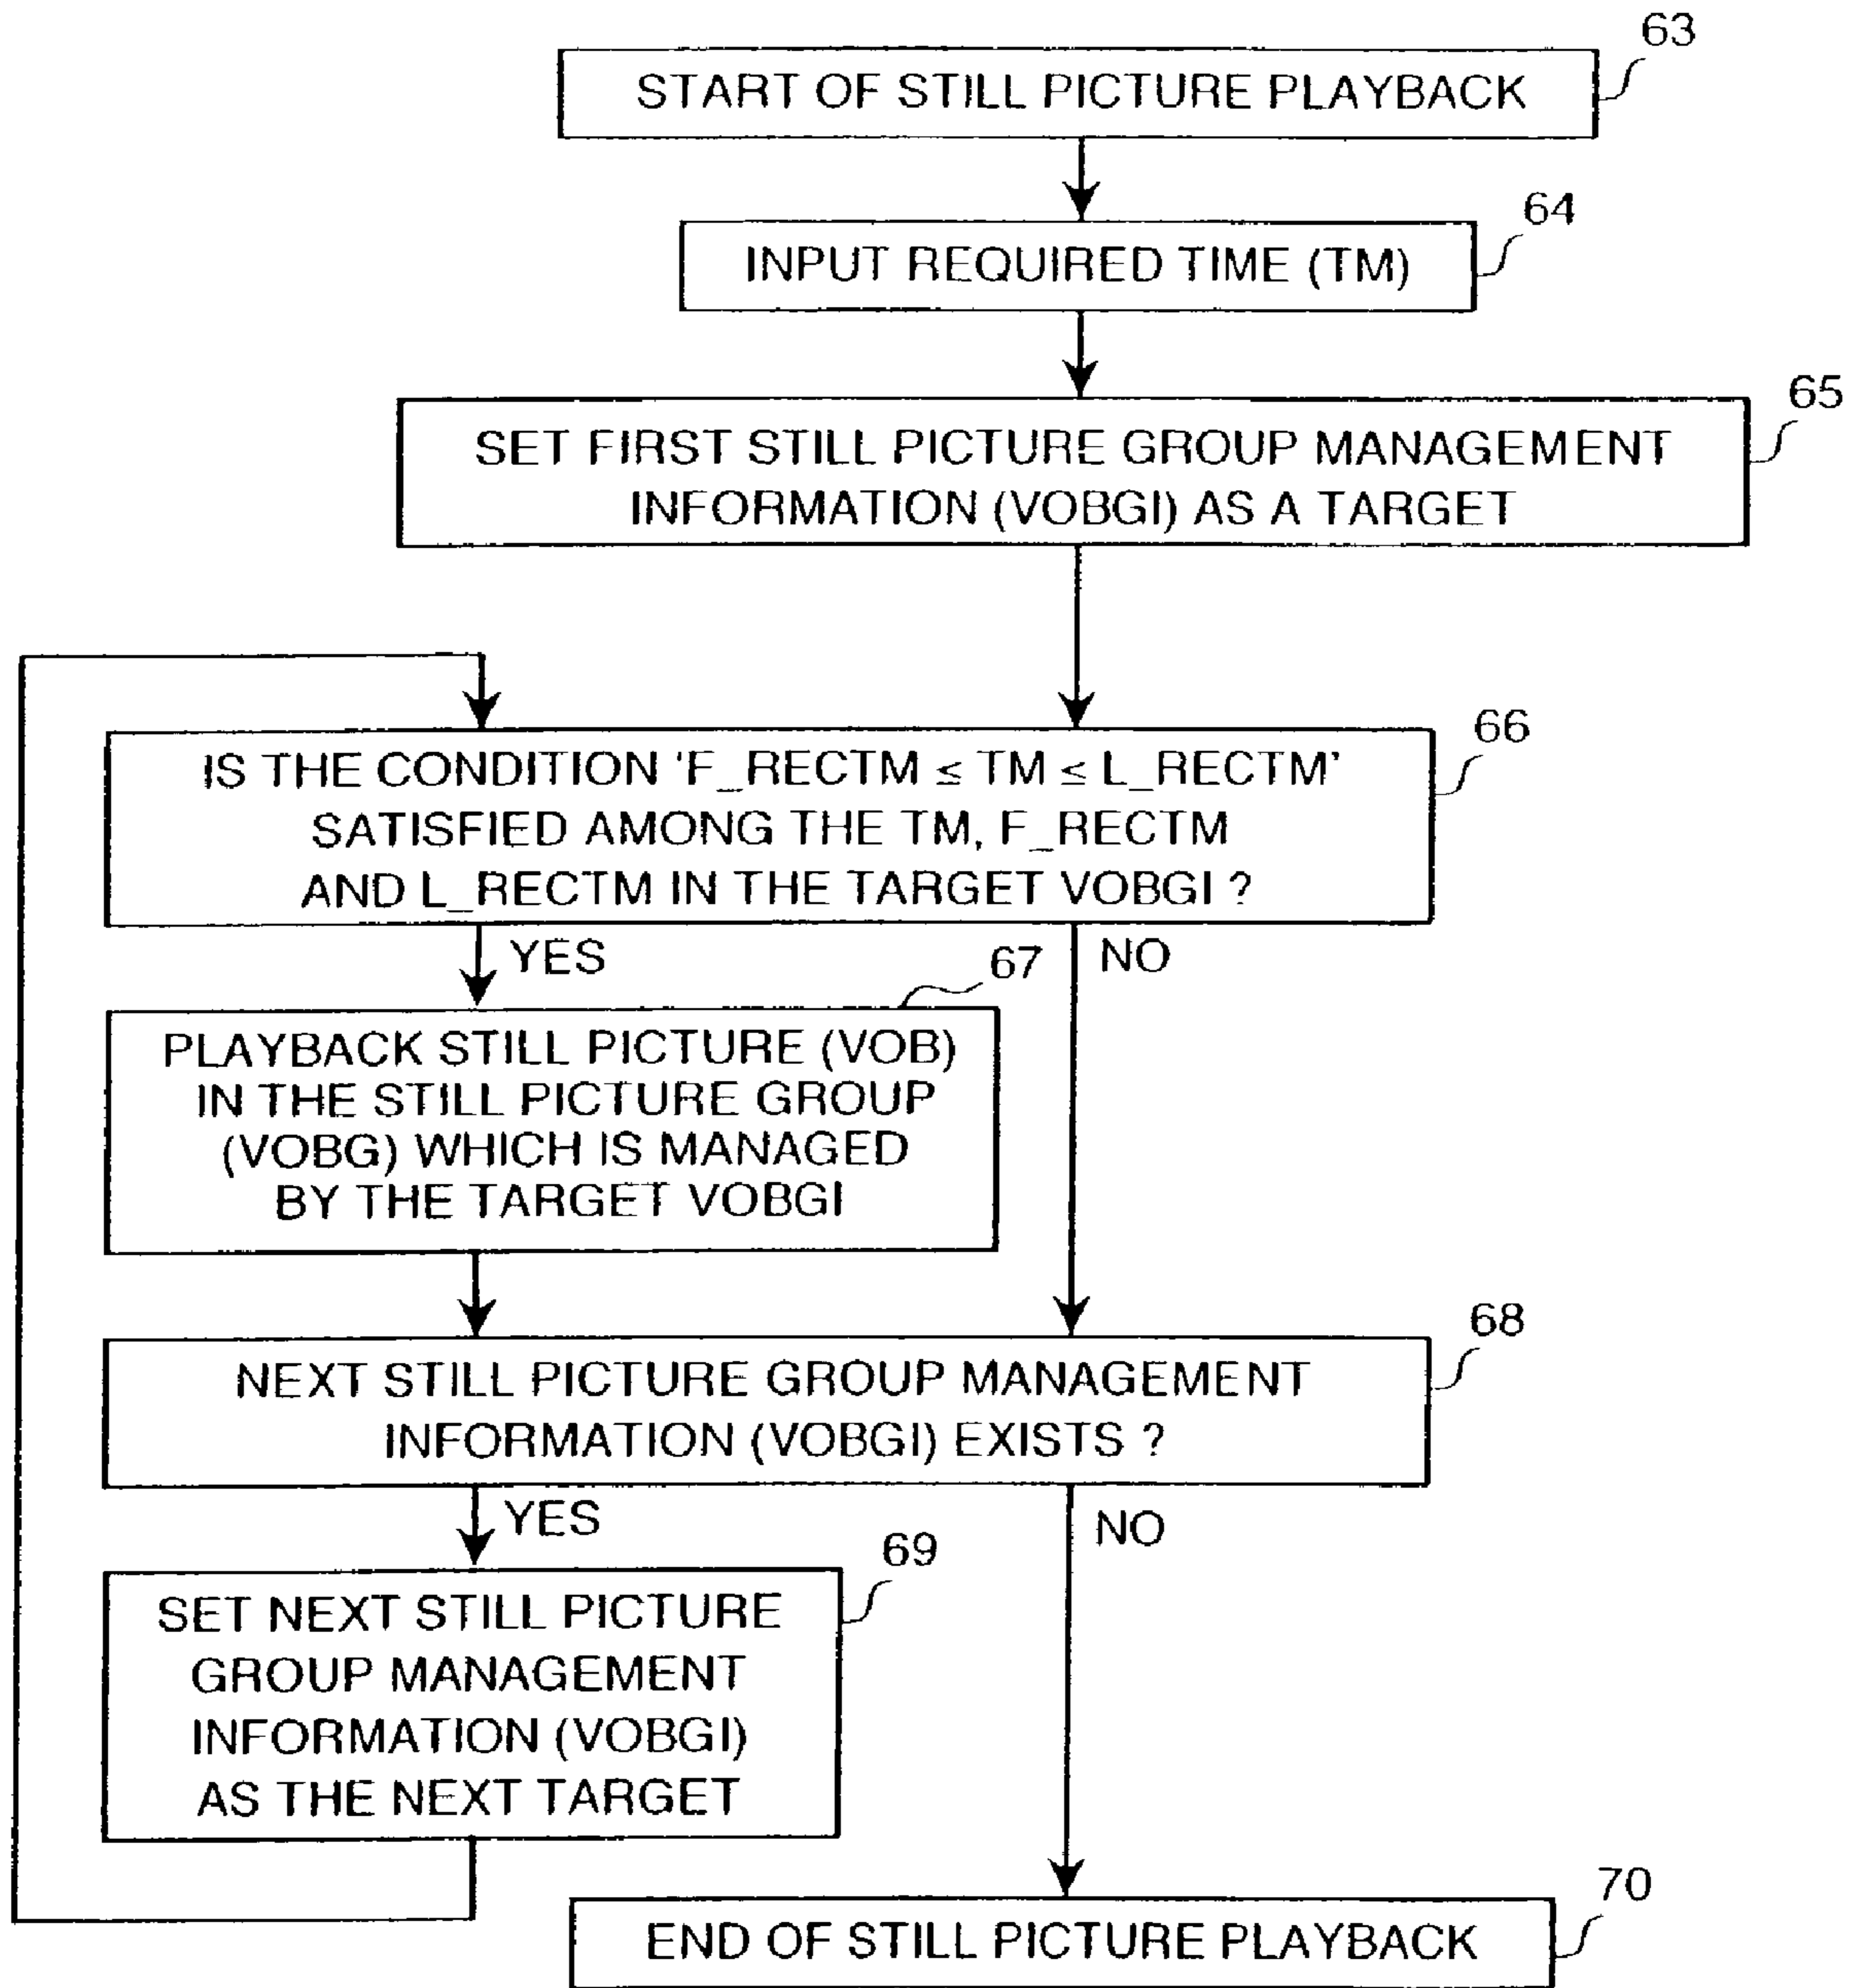 63
START OF STILL PICTURE PLAYBACK
64
INPUT REQUIRED TIME (TM)
65
SET FIRST STILL PICTURE GROUP MANAGEMENT
INFORMATION (VOBGI) AS A TARGET
66
IS THE CONDITION 'F_RECTM ≤ TM ≤ L_RECTM'
SATISFIED AMONG THE TM, F_RECTM
AND L_RECTM IN THE TARGET VOBGI ?
YES
NO
67
PLAYBACK STILL PICTURE (VOB)
IN THE STILL PICTURE GROUP
(VOBG) WHICH IS MANAGED
BY THE TARGET VOBGI
68
NEXT STILL PICTURE GROUP MANAGEMENT
INFORMATION (VOBGI) EXISTS ?
YES
NO
69
SET NEXT STILL PICTURE
GROUP MANAGEMENT
INFORMATION (VOBGI)
AS THE NEXT TARGET
70
END OF STILL PICTURE PLAYBACK